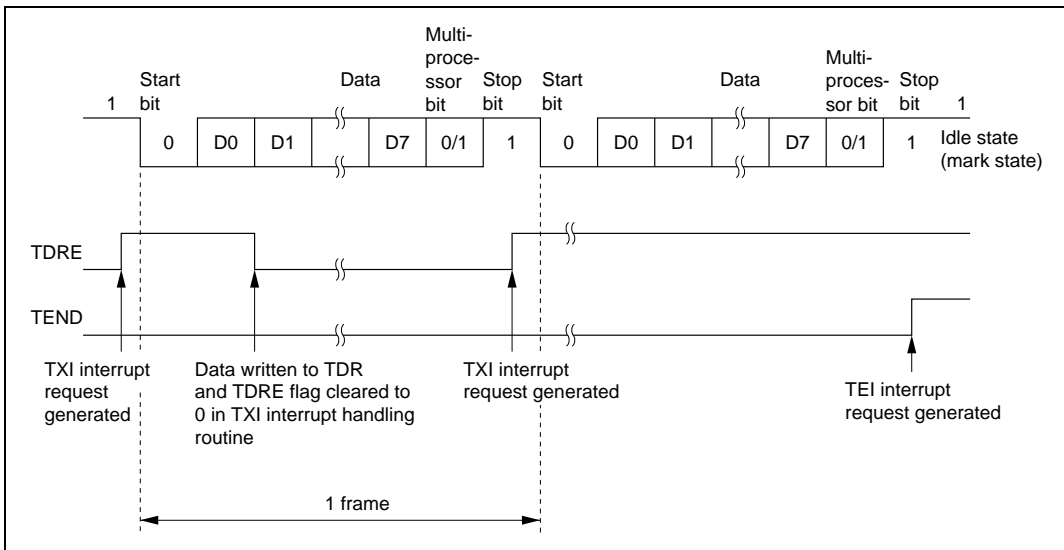 Multi-
proce-
ssor
bit
Start
bit
Data
Stop
bit
Start
bit
Data
Multi-
proces-
sor bit
Stop
bit
1
1
0
D0
D1
D7
0/1
1
0
D0
D1
D7
0/1
1
Idle state
(mark state)
TDRE
TEND
TXI interrupt
request
generated
Data written to TDR
and TDRE flag cleared to
0 in TXI interrupt handling
routine
TXI interrupt
request generated
TEI interrupt
request generated
1 frame